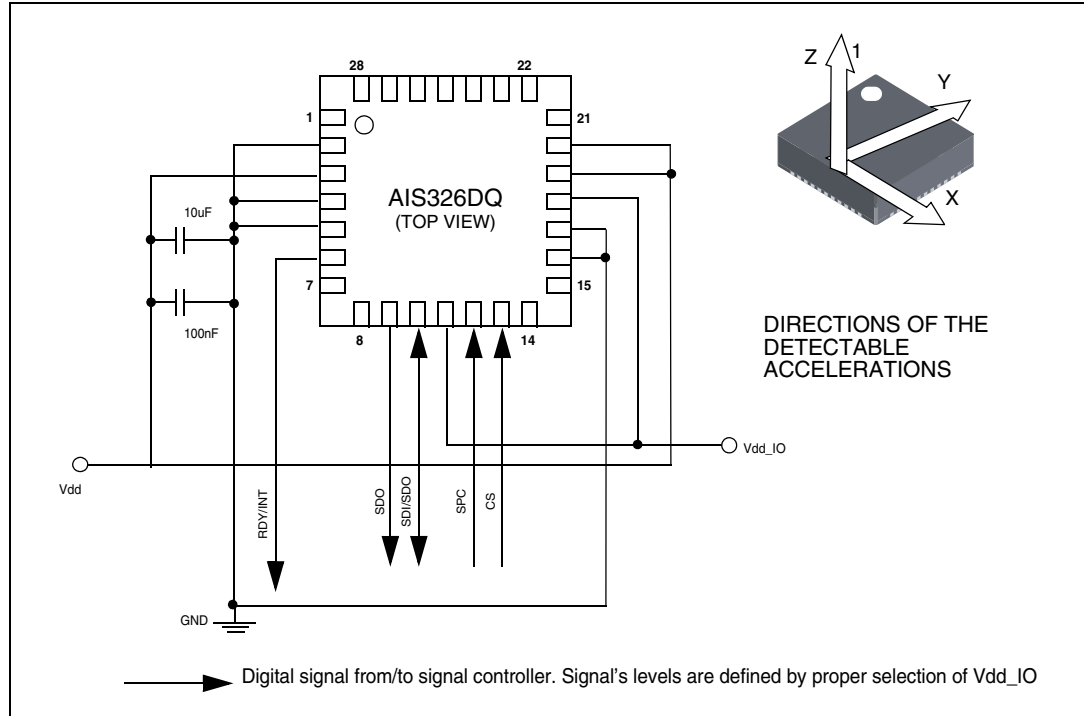 28
22
1
21
AIS326DQ
(TOP VIEW)
10uF
100nF
7
15
8
14
Z
1
Y
X
DIRECTIONS OF THE
DETECTABLE
ACCELERATIONS
Vdd_IO
Vdd
RDY/INT
SDO
SDI/SDO
SPC
CS
GND
Digital signal from/to signal controller. Signal's levels are defined by proper selection of Vdd_IO